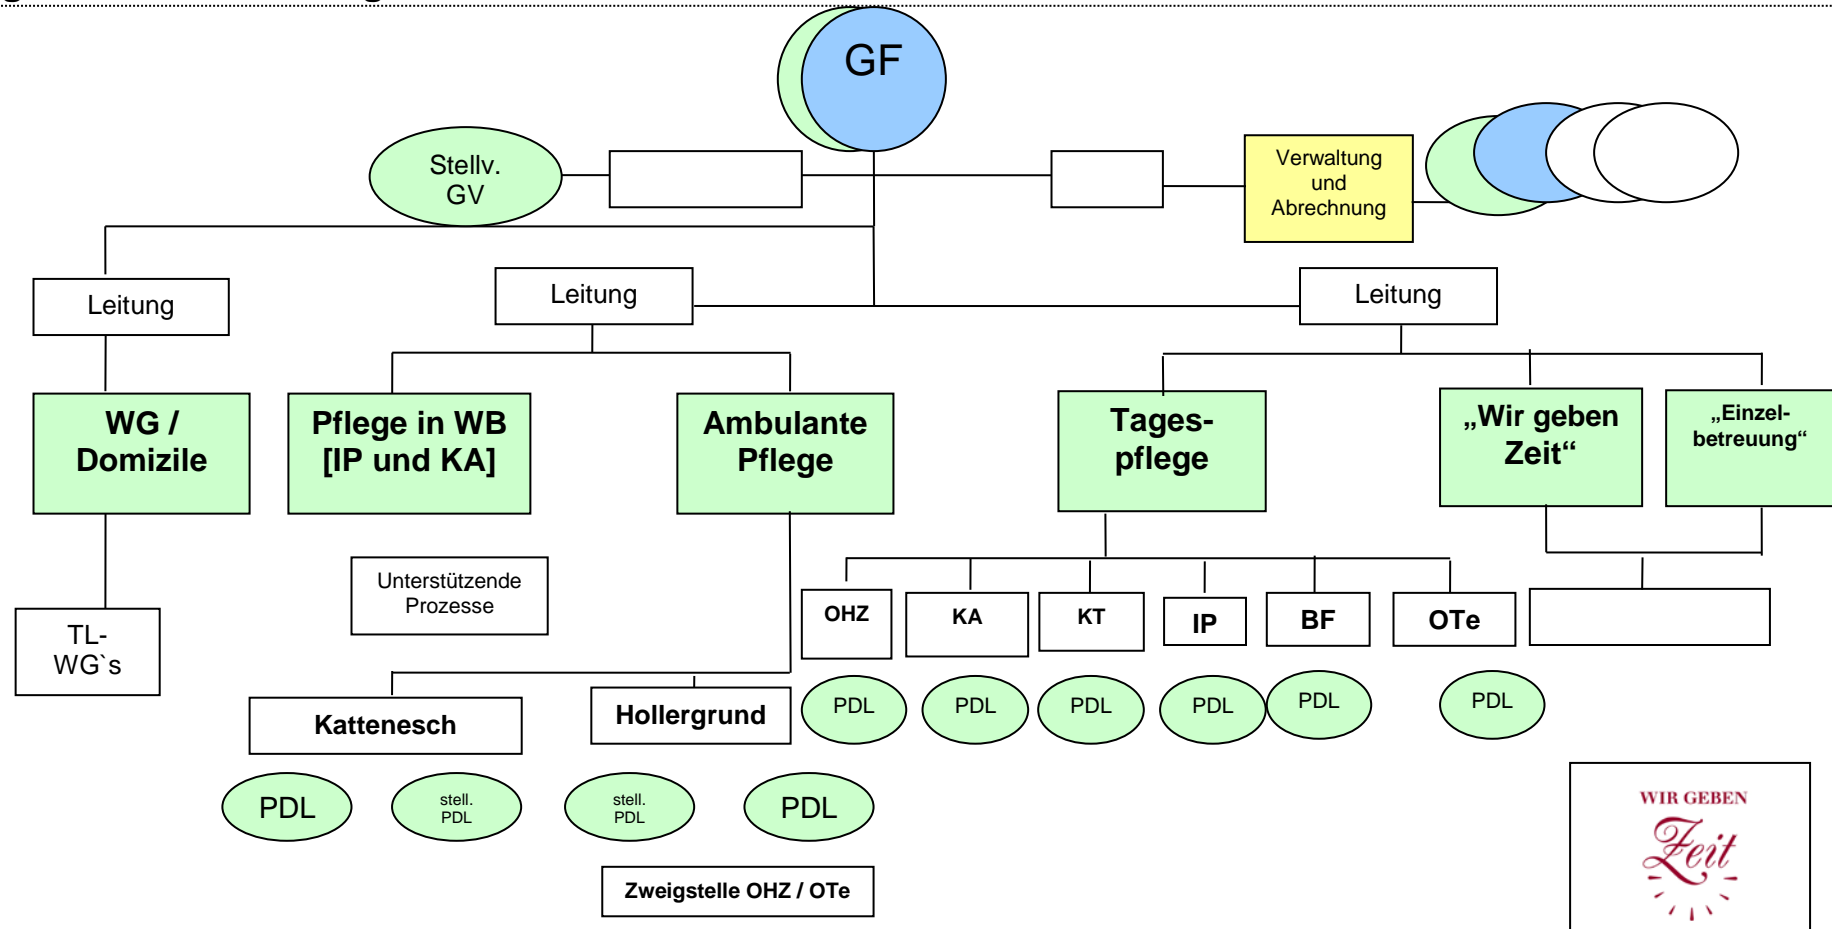 GF
Stellv.
GV
Verwaltung
und
Abrechnung
Leitung
Leitung
Leitung
WG /
Domizile
Pflege in WB
[IP und KA]
Ambulante
Pflege
Tages-
pflege
„Wir geben
Zeit“
„Einzel-
betreuung“
Unterstützende
Prozesse
TL-
WG`s
OHZ
KA
KT
IP
BF
OTe
Kattenesch
Hollergrund
PDL
PDL
PDL
PDL
PDL
PDL
PDL
stell.
PDL
stell.
PDL
PDL
Zweigstelle OHZ / OTe
WIR GEBEN
Zeit